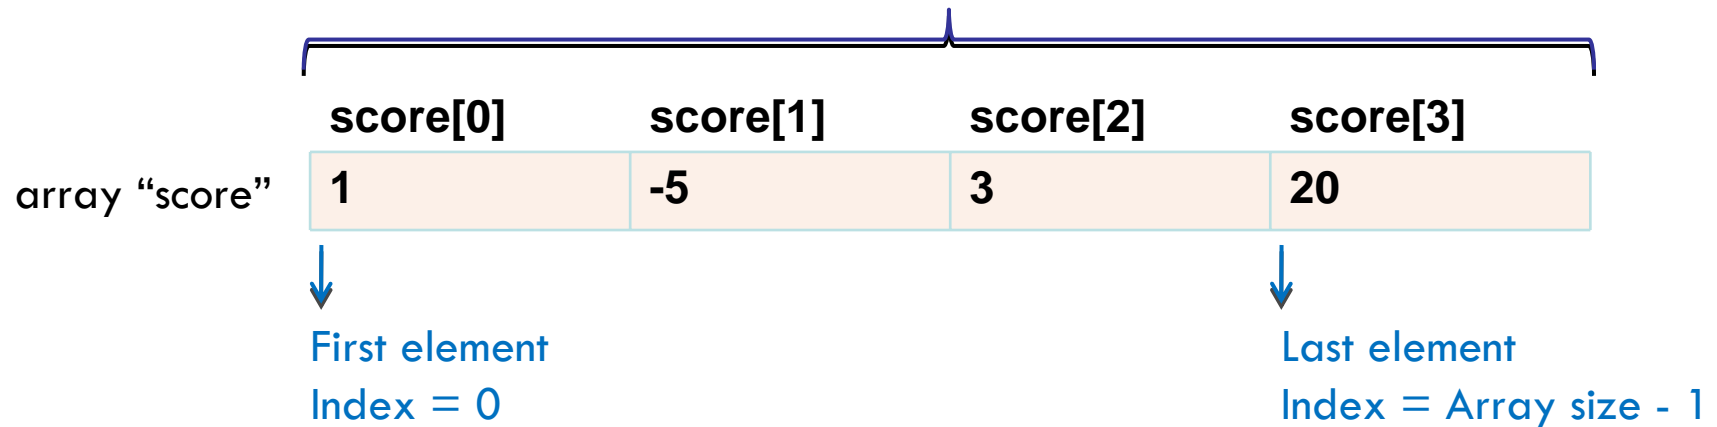 score[0] score[1] score[2] score[3]
array “score” 1 -5 3 20
First element Last element
Index = 0 Index = Array size - 1